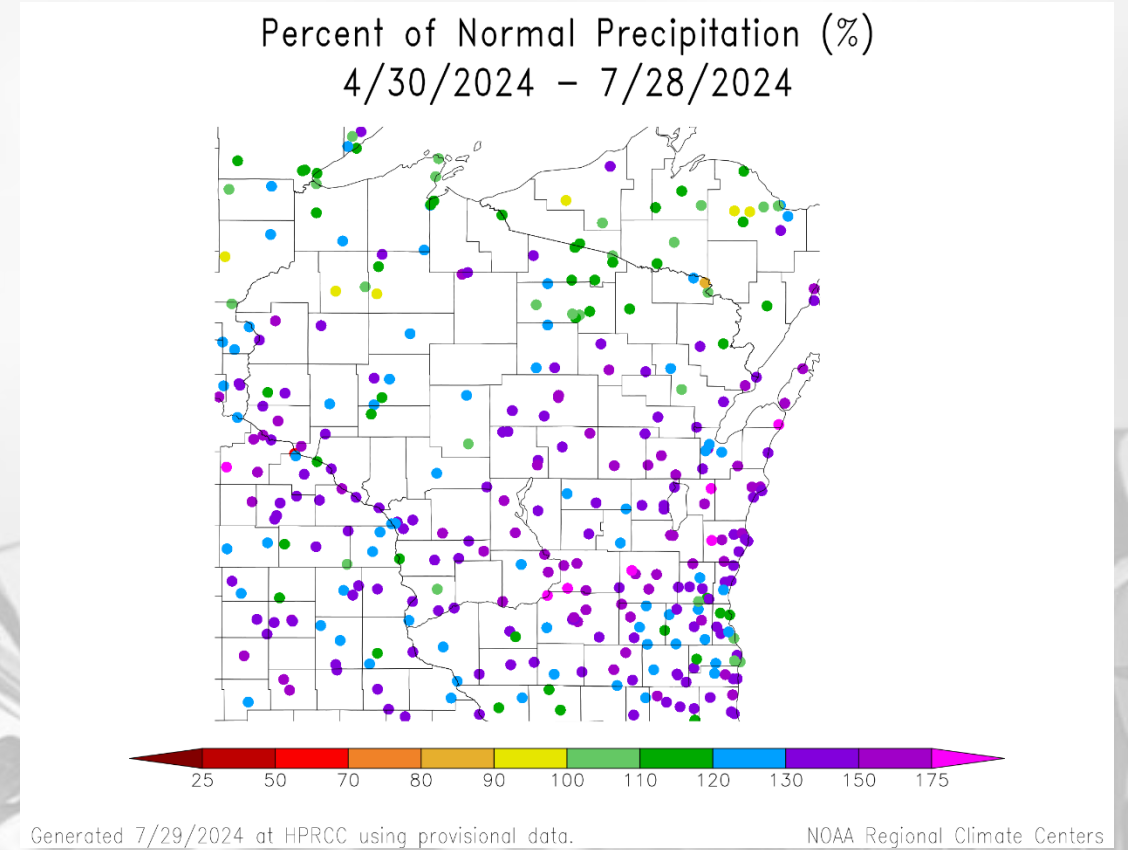 Percent of Normal Precipitation (%)
4/30/2024 – 7/28/2024
25 50 70 80 90 100 110 120 130 150 175
Generated 7/29/2024 at HPRCC using provisional data.
NOAA Regional Climate Centers